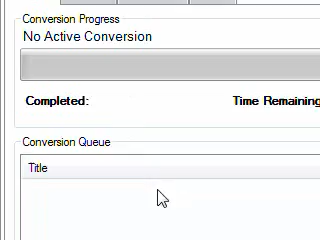 Conversion Progress
No Active Conversion
Completed: Time Remaining
Conversion Queue
Title